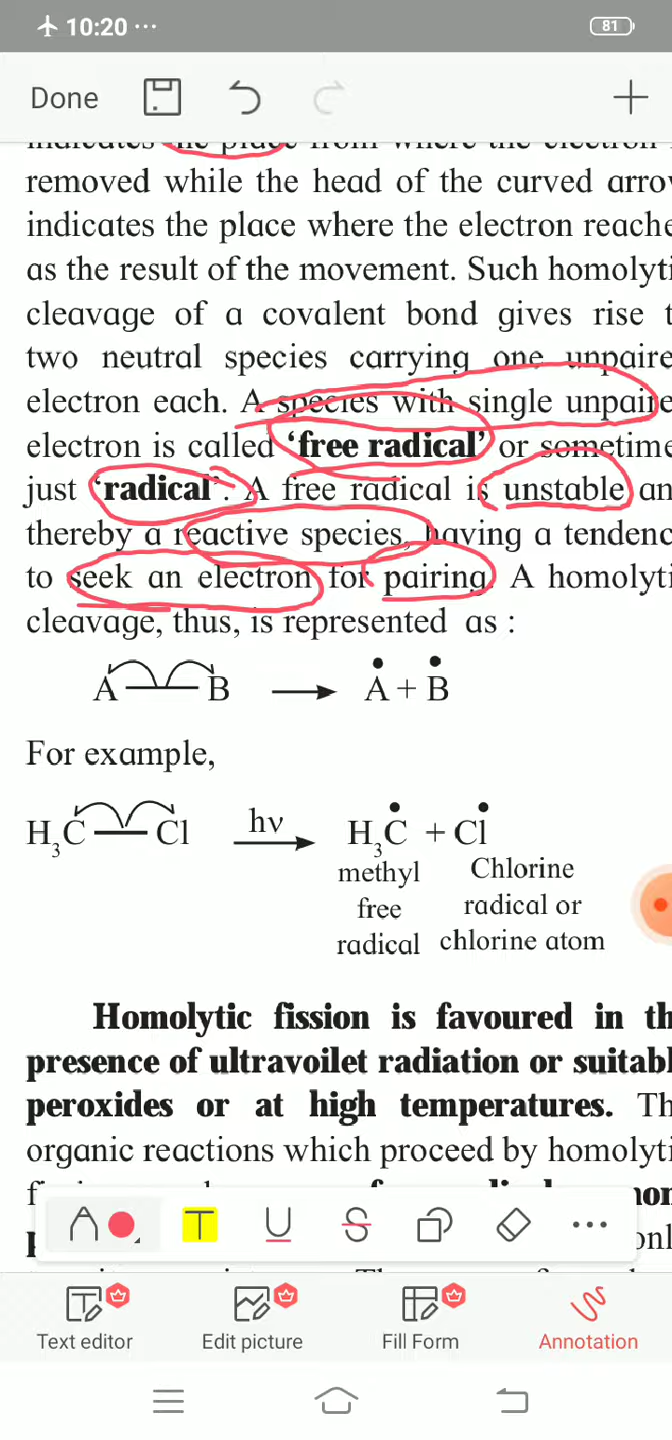 10:20 ...
81
Done
removed while the head of the curved arro
indicates the place where the electron reache
as the result of the movement. Such homolyti
cleavage of a covalent bond gives rise t
two neutral species carrying one unpaire
electron each. A species with single unpaire
electron is called ‘free radical’ or sometime
just ‘radical’. A free radical is unstable an
thereby a reactive species, having a tendenc
to seek an electron for pairing. A homolyti
cleavage, thus, is represented as :
A B → A + B
For example,
H₃C Cl hν → H₃C + Cl
methyl Chlorine
free radical or
radical chlorine atom
Homolytic fission is favoured in th
presence of ultravoilet radiation or suitabl
peroxides or at high temperatures. Th
organic reactions which proceed by homolyti
T U S
Text editor Edit picture Fill Form Annotation